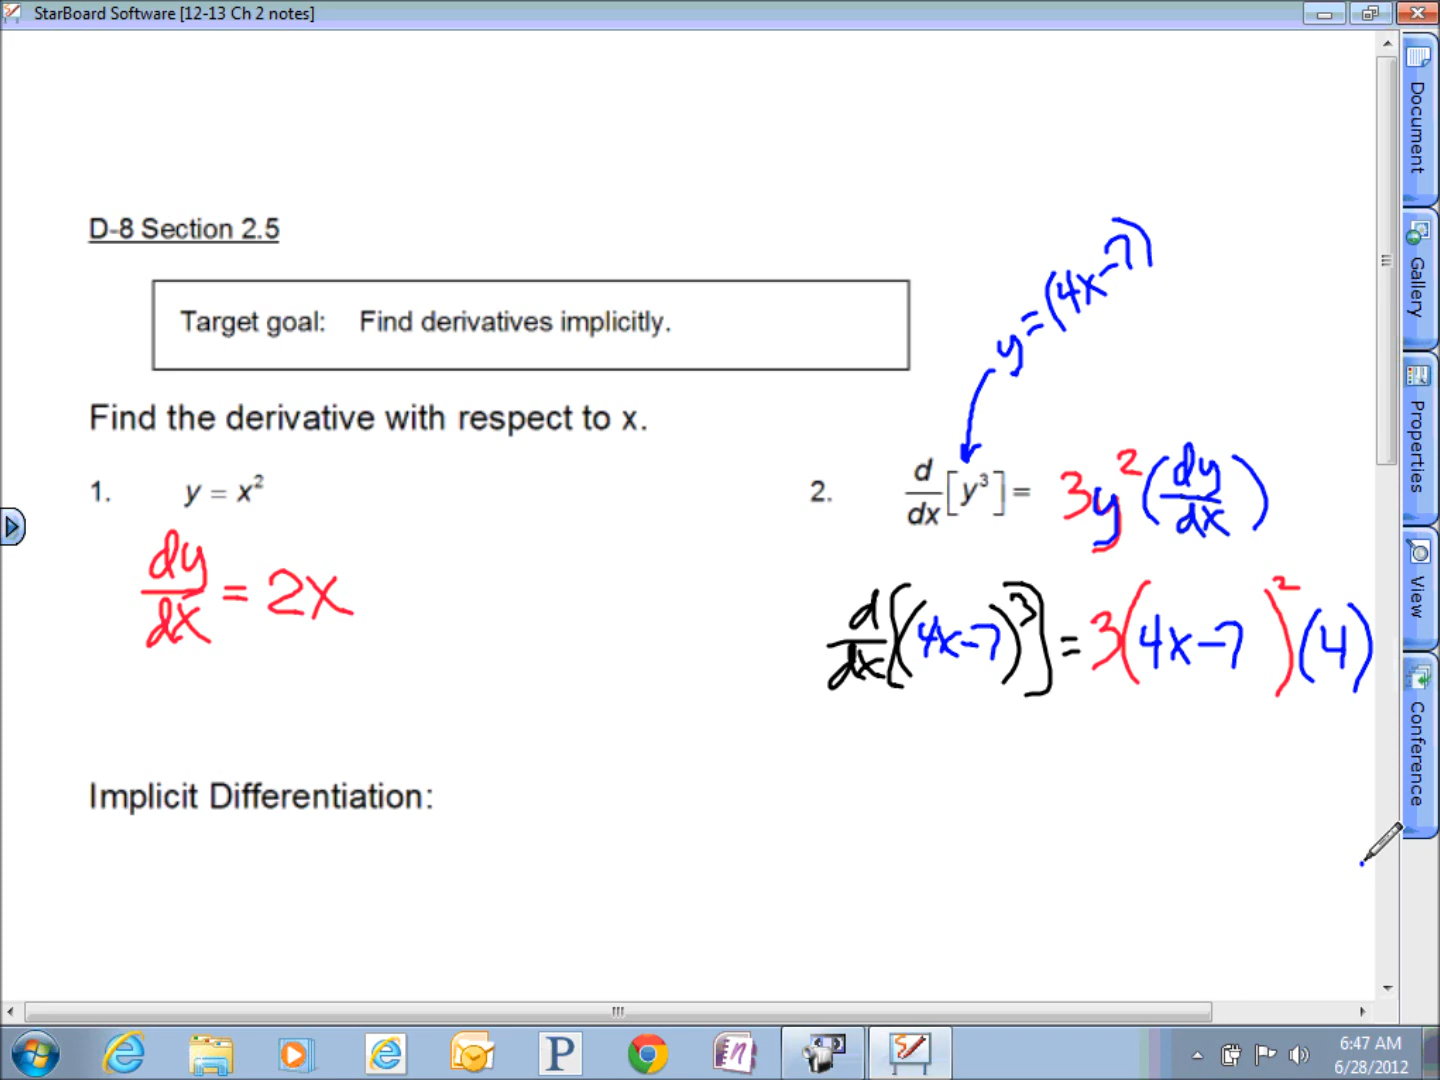 StarBoard Software [12-13 Ch 2 notes]
Document
Gallery
Properties
View
Conference
D-8 Section 2.5
Target goal: Find derivatives implicitly.
y = (4x-7)
Find the derivative with respect to x.
1. y = x²
dy/dx = 2x
2. d/dx [y³] = 3y² (dy/dx)
d/dx [(4x-7)³] = 3(4x-7)² (4)
Implicit Differentiation:
6:47 AM
6/28/2012